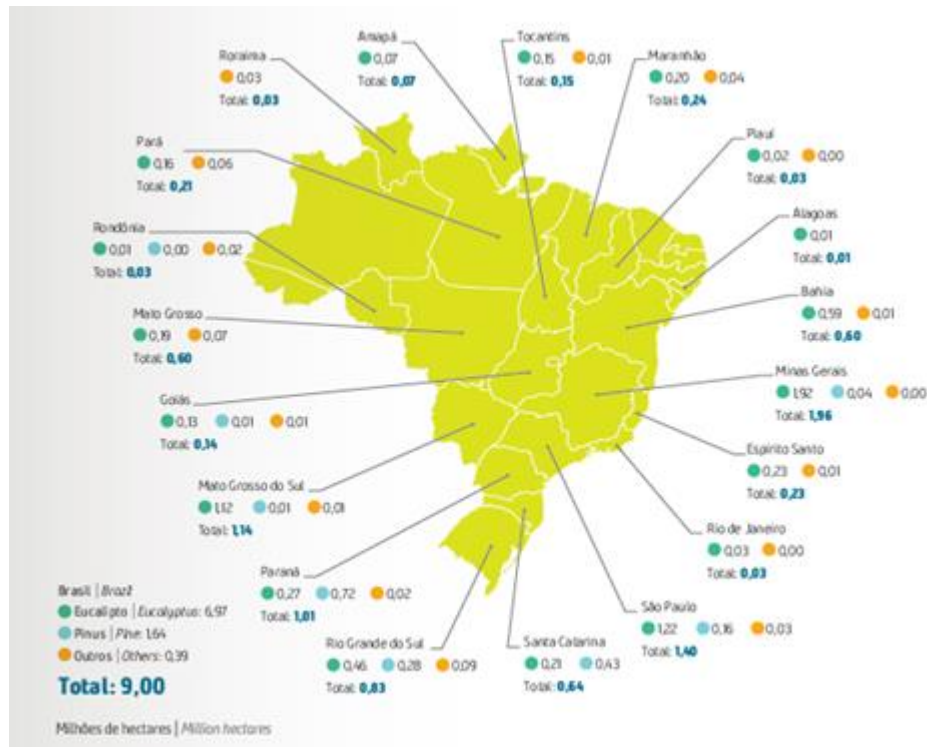 Amapá
0,07
Total: 0,07
Tocantins
0,15 0,01
Total: 0,15
Roraima
0,03
Total: 0,03
Maranhão
0,20 0,04
Total: 0,24
Pará
0,16 0,06
Total: 0,21
Piauí
0,02 0,00
Total: 0,03
Rondônia
0,01 0,00 0,02
Total: 0,03
Alagoas
0,01
Total: 0,01
Mato Grosso
0,19 0,07
Total: 0,60
Bahia
0,59 0,01
Total: 0,60
Goiás
0,13 0,01 0,01
Total: 0,14
Minas Gerais
1,92 0,04 0,00
Total: 1,96
Mato Grosso do Sul
1,12 0,01 0,01
Total: 1,14
Espírito Santo
0,23 0,01
Total: 0,23
Paraná
0,27 0,72 0,02
Total: 1,01
Rio de Janeiro
0,03 0,00
Total: 0,03
Rio Grande do Sul
0,46 0,28 0,09
Total: 0,83
Santa Catarina
0,21 0,43
Total: 0,64
São Paulo
1,22 0,16 0,03
Total: 1,40
Brasil | Brazil
Eucalipto | Eucalyptus: 6,97
Pinus | Pine: 1,64
Outros | Others: 0,39
Total: 9,00
Milhões de hectares | Million hectares